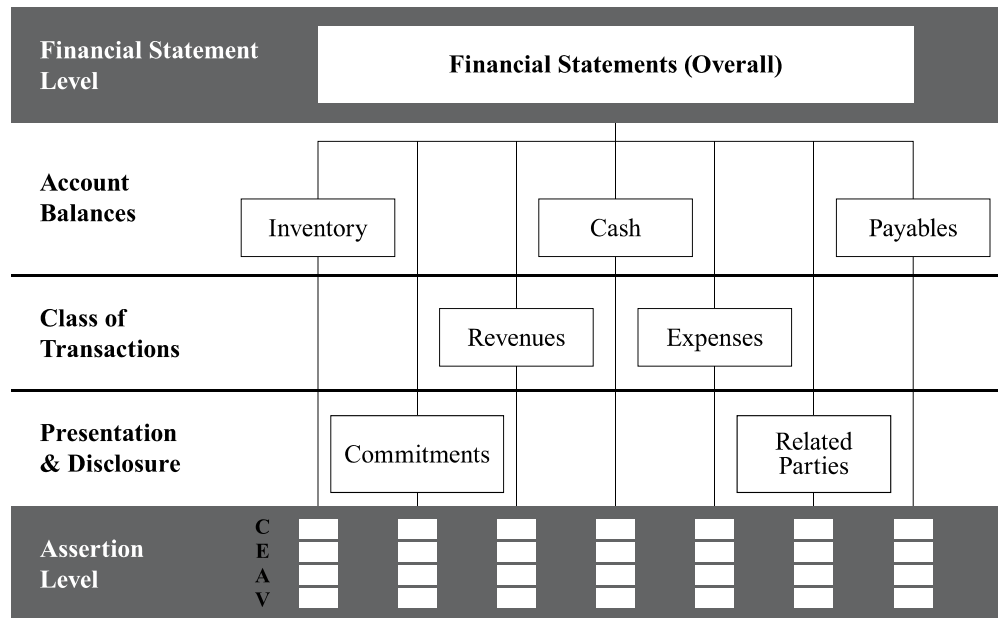 Financial Statement
Level
Financial Statements (Overall)
Account
Balances
Inventory
Cash
Payables
Class of
Transactions
Revenues
Expenses
Presentation
& Disclosure
Commitments
Related
Parties
Assertion
Level
C
E
A
V